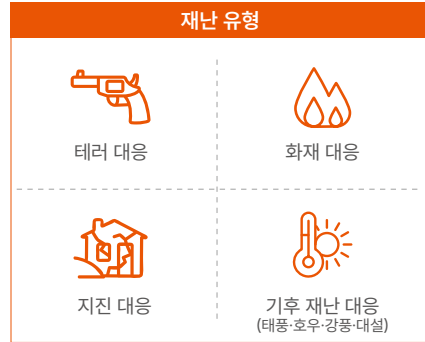 재난 유형
테러 대응
화재 대응
지진 대응
기후 재난 대응
(태풍·호우·강풍·대설)